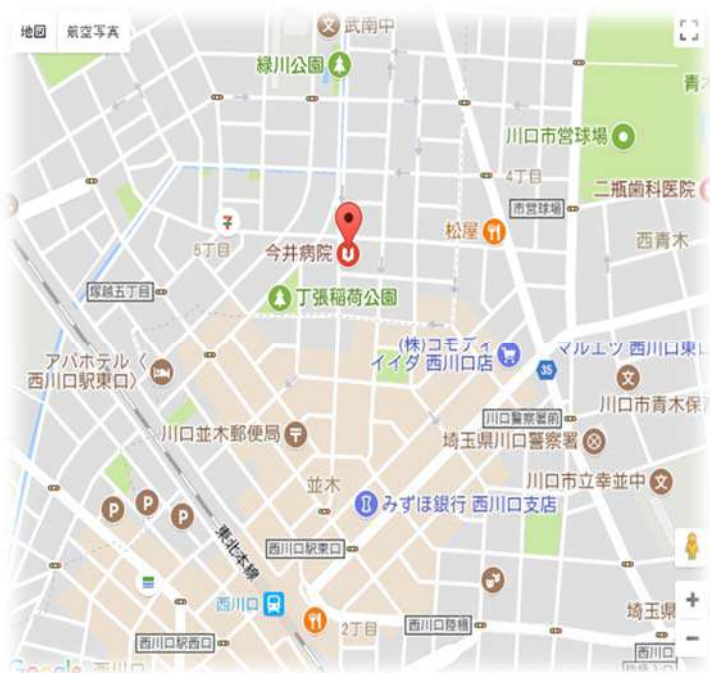 地図 航空写真
武南中
緑川公園
青木
川口市営球場
4丁目
二瓶歯科医院
市営球場
松屋
西青木
5丁目
今井病院
塚越五丁目
丁張稲荷公園
(株)コモディ
イイダ 西川口店
マルエツ 西川口東口
35
アパホテル〈
西川口駅東口〉
川口市青木保
川口警察署前
川口並木郵便局
埼玉県川口警察署
並木
川口市立幸並中
みずほ銀行 西川口支店
P P P
東北本線
西川口駅東口
西川口
埼玉県
2丁目
西川口陸橋
西川口駅西口
西川口
Google
西川口